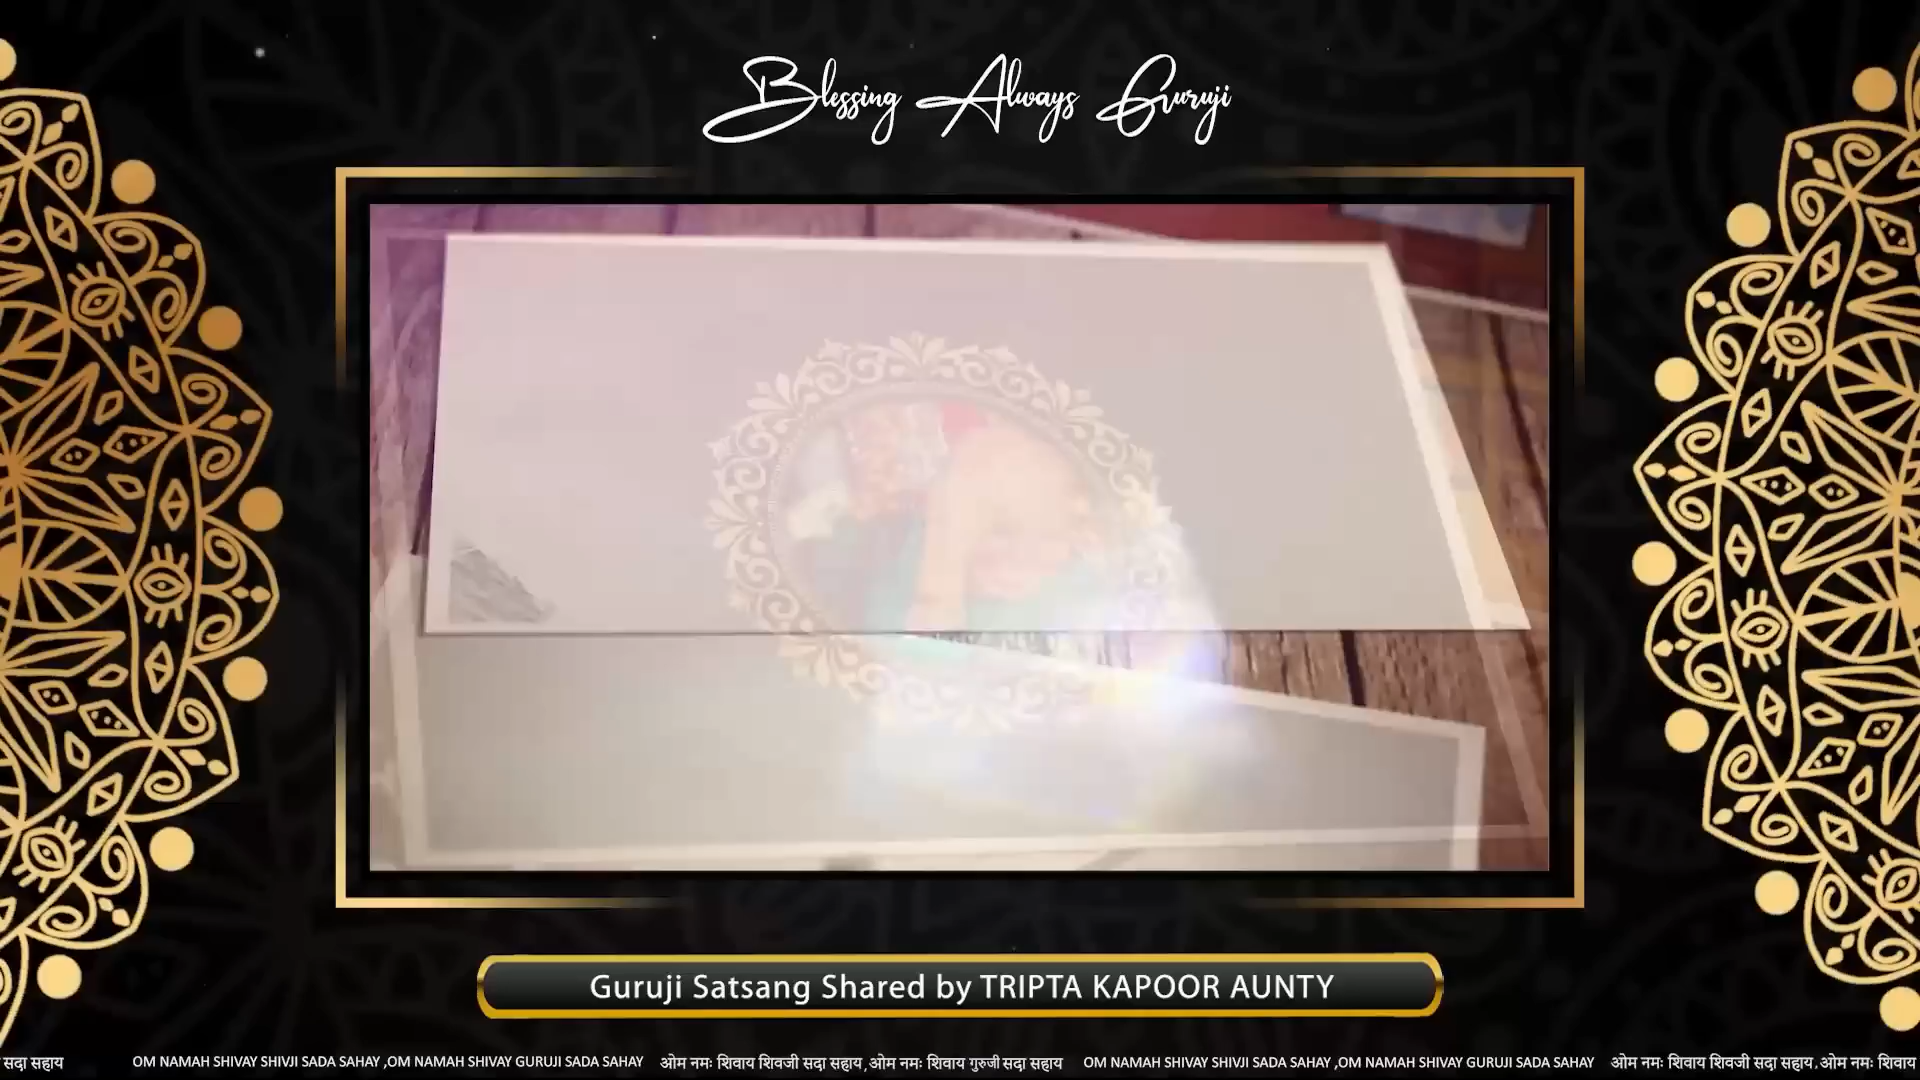 Blessing Always Guruji
Guruji Satsang Shared by TRIPTA KAPOOR AUNTY
सदा सहाय OM NAMAH SHIVAY SHIVJI SADA SAHAY ,OM NAMAH SHIVAY GURUJI SADA SAHAY ओम नमः शिवाय शिवजी सदा सहाय, ओम नमः शिवाय गुरुजी सदा सहाय OM NAMAH SHIVAY SHIVJI SADA SAHAY ,OM NAMAH SHIVAY GURUJI SADA SAHAY ओम नमः शिवाय शिवजी सदा सहाय, ओम नमः शिवाय